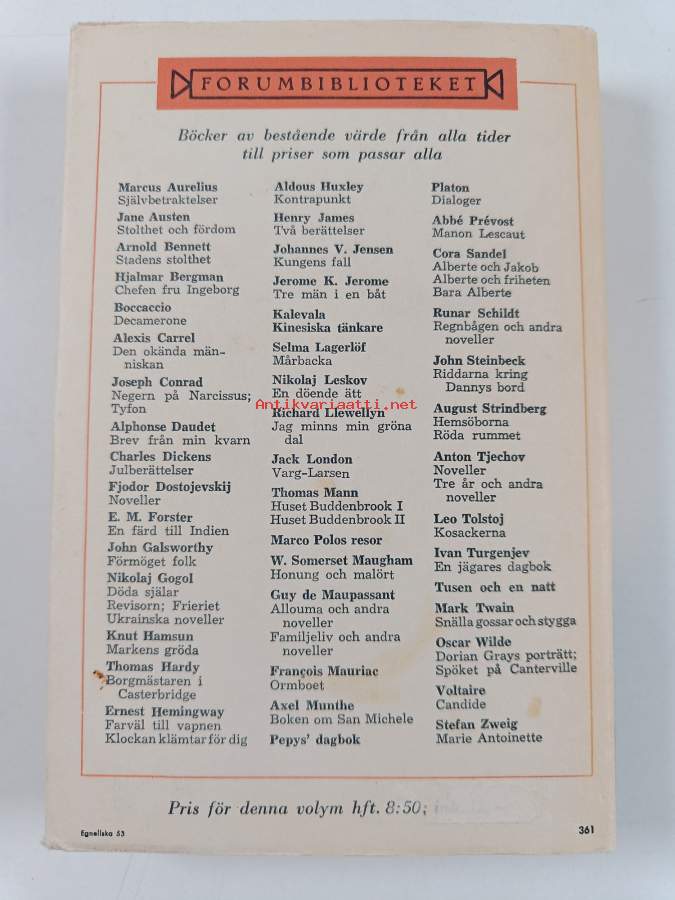 FORUMBIBLIOTEKET
Böcker av bestående värde från alla tider
till priser som passar alla
Marcus Aurelius
Självbetraktelser
Jane Austen
Stolthet och fördom
Arnold Bennett
Stadens stolthet
Hjalmar Bergman
Chefen fru Ingeborg
Boccaccio
Decamerone
Alexis Carrel
Den okända män-
niskan
Joseph Conrad
Negern på Narcissus;
Tyfon
Alphonse Daudet
Brev från min kvarn
Charles Dickens
Julberättelser
Fjodor Dostojevskij
Noveller
E. M. Forster
En färd till Indien
John Galsworthy
Förmöget folk
Nikolaj Gogol
Döda själar
Revisorn; Frieriet
Ukrainska noveller
Knut Hamsun
Markens gröda
Thomas Hardy
Borgmästaren i
Casterbridge
Ernest Hemingway
Farväl till vapnen
Klockan klämtar för dig
Aldous Huxley
Kontrapunkt
Henry James
Två berättelser
Johannes V. Jensen
Kungens fall
Jerome K. Jerome
Tre män i en båt
Kalevala
Kinesiska tänkare
Selma Lagerlöf
Mårbacka
Nikolaj Leskov
En döende ätt
Antikvariaatti.net
Richard Llewellyn
Jag minns min gröna
dal
Jack London
Varg-Larsen
Thomas Mann
Huset Buddenbrook I
Huset Buddenbrook II
Marco Polos resor
W. Somerset Maugham
Honung och malört
Guy de Maupassant
Allouma och andra
noveller
Familjeliv och andra
noveller
François Mauriac
Ormboet
Axel Munthe
Boken om San Michele
Pepys' dagbok
Platon
Dialoger
Abbé Prévost
Manon Lescaut
Cora Sandel
Alberte och Jakob
Alberte och friheten
Bara Alberte
Runar Schildt
Regnbågen och andra
noveller
John Steinbeck
Riddarna kring
Dannys bord
August Strindberg
Hemsöborna
Röda rummet
Anton Tjechov
Noveller
Tre år och andra
noveller
Leo Tolstoj
Kosackerna
Ivan Turgenjev
En jägares dagbok
Tusen och en natt
Mark Twain
Snälla gossar och stygga
Oscar Wilde
Dorian Grays porträtt;
Spöket på Canterville
Voltaire
Candide
Stefan Zweig
Marie Antoinette
Pris för denna volym hft. 8:50;
Egnellska 53
361